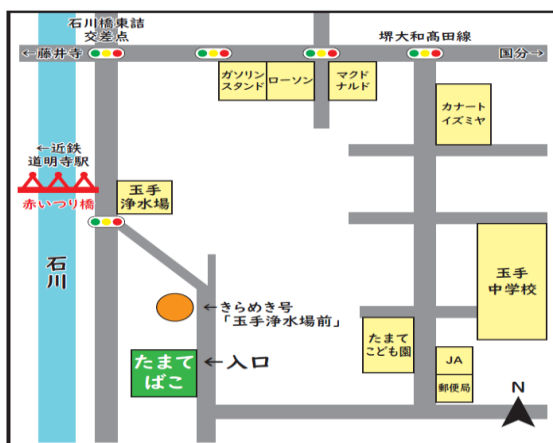 石川橋東詰
交差点
堺大和高田線
←藤井寺
国分→
ガソリン
スタンド
ローソン
マクド
ナルド
カナート
イズミヤ
←近鉄
道明寺駅
玉手
浄水場
赤いつり橋
石川
玉手
中学校
←きらめき号
「玉手浄水場前」
たまて
こども園
たまて
ばこ
←入口
JA
郵便局
N